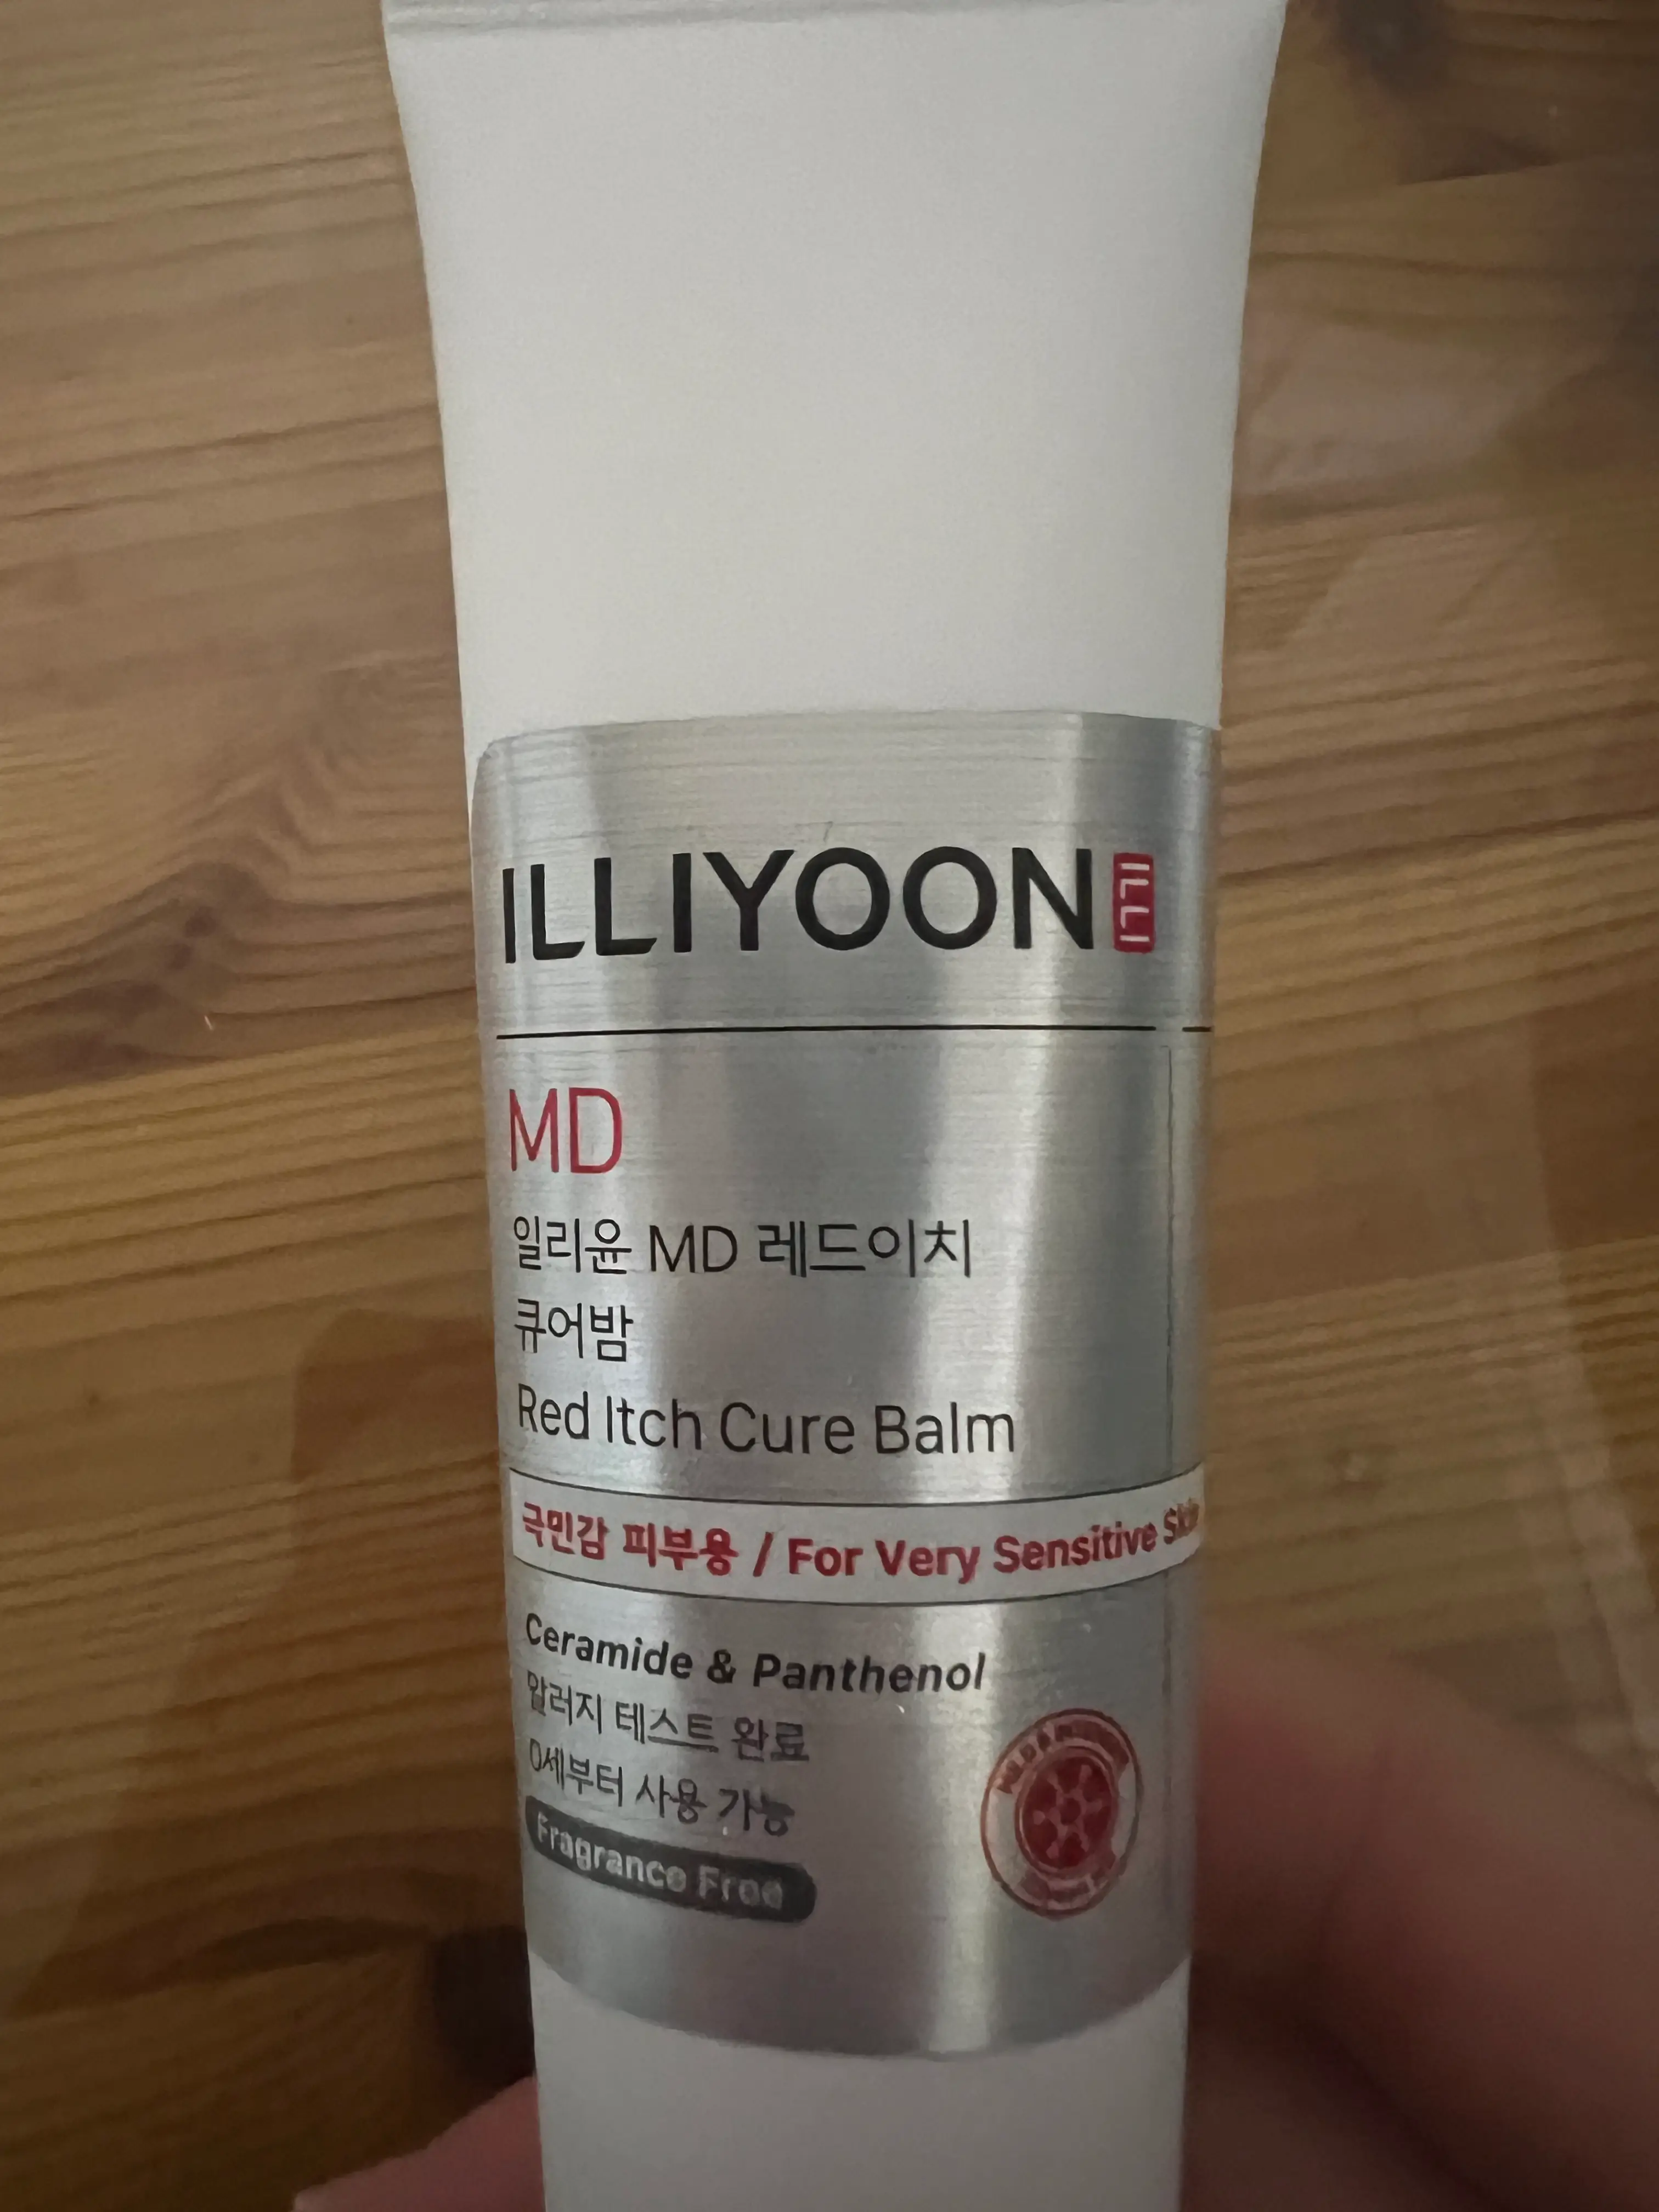 ILLIYOON ILLI
MD
일리윤 MD 레드이치
큐어밤
Red Itch Cure Balm
극민감 피부용 / For Very Sensitive Skin
Ceramide & Panthenol
알러지 테스트 완료
0세부터 사용 가능
Fragrance Free